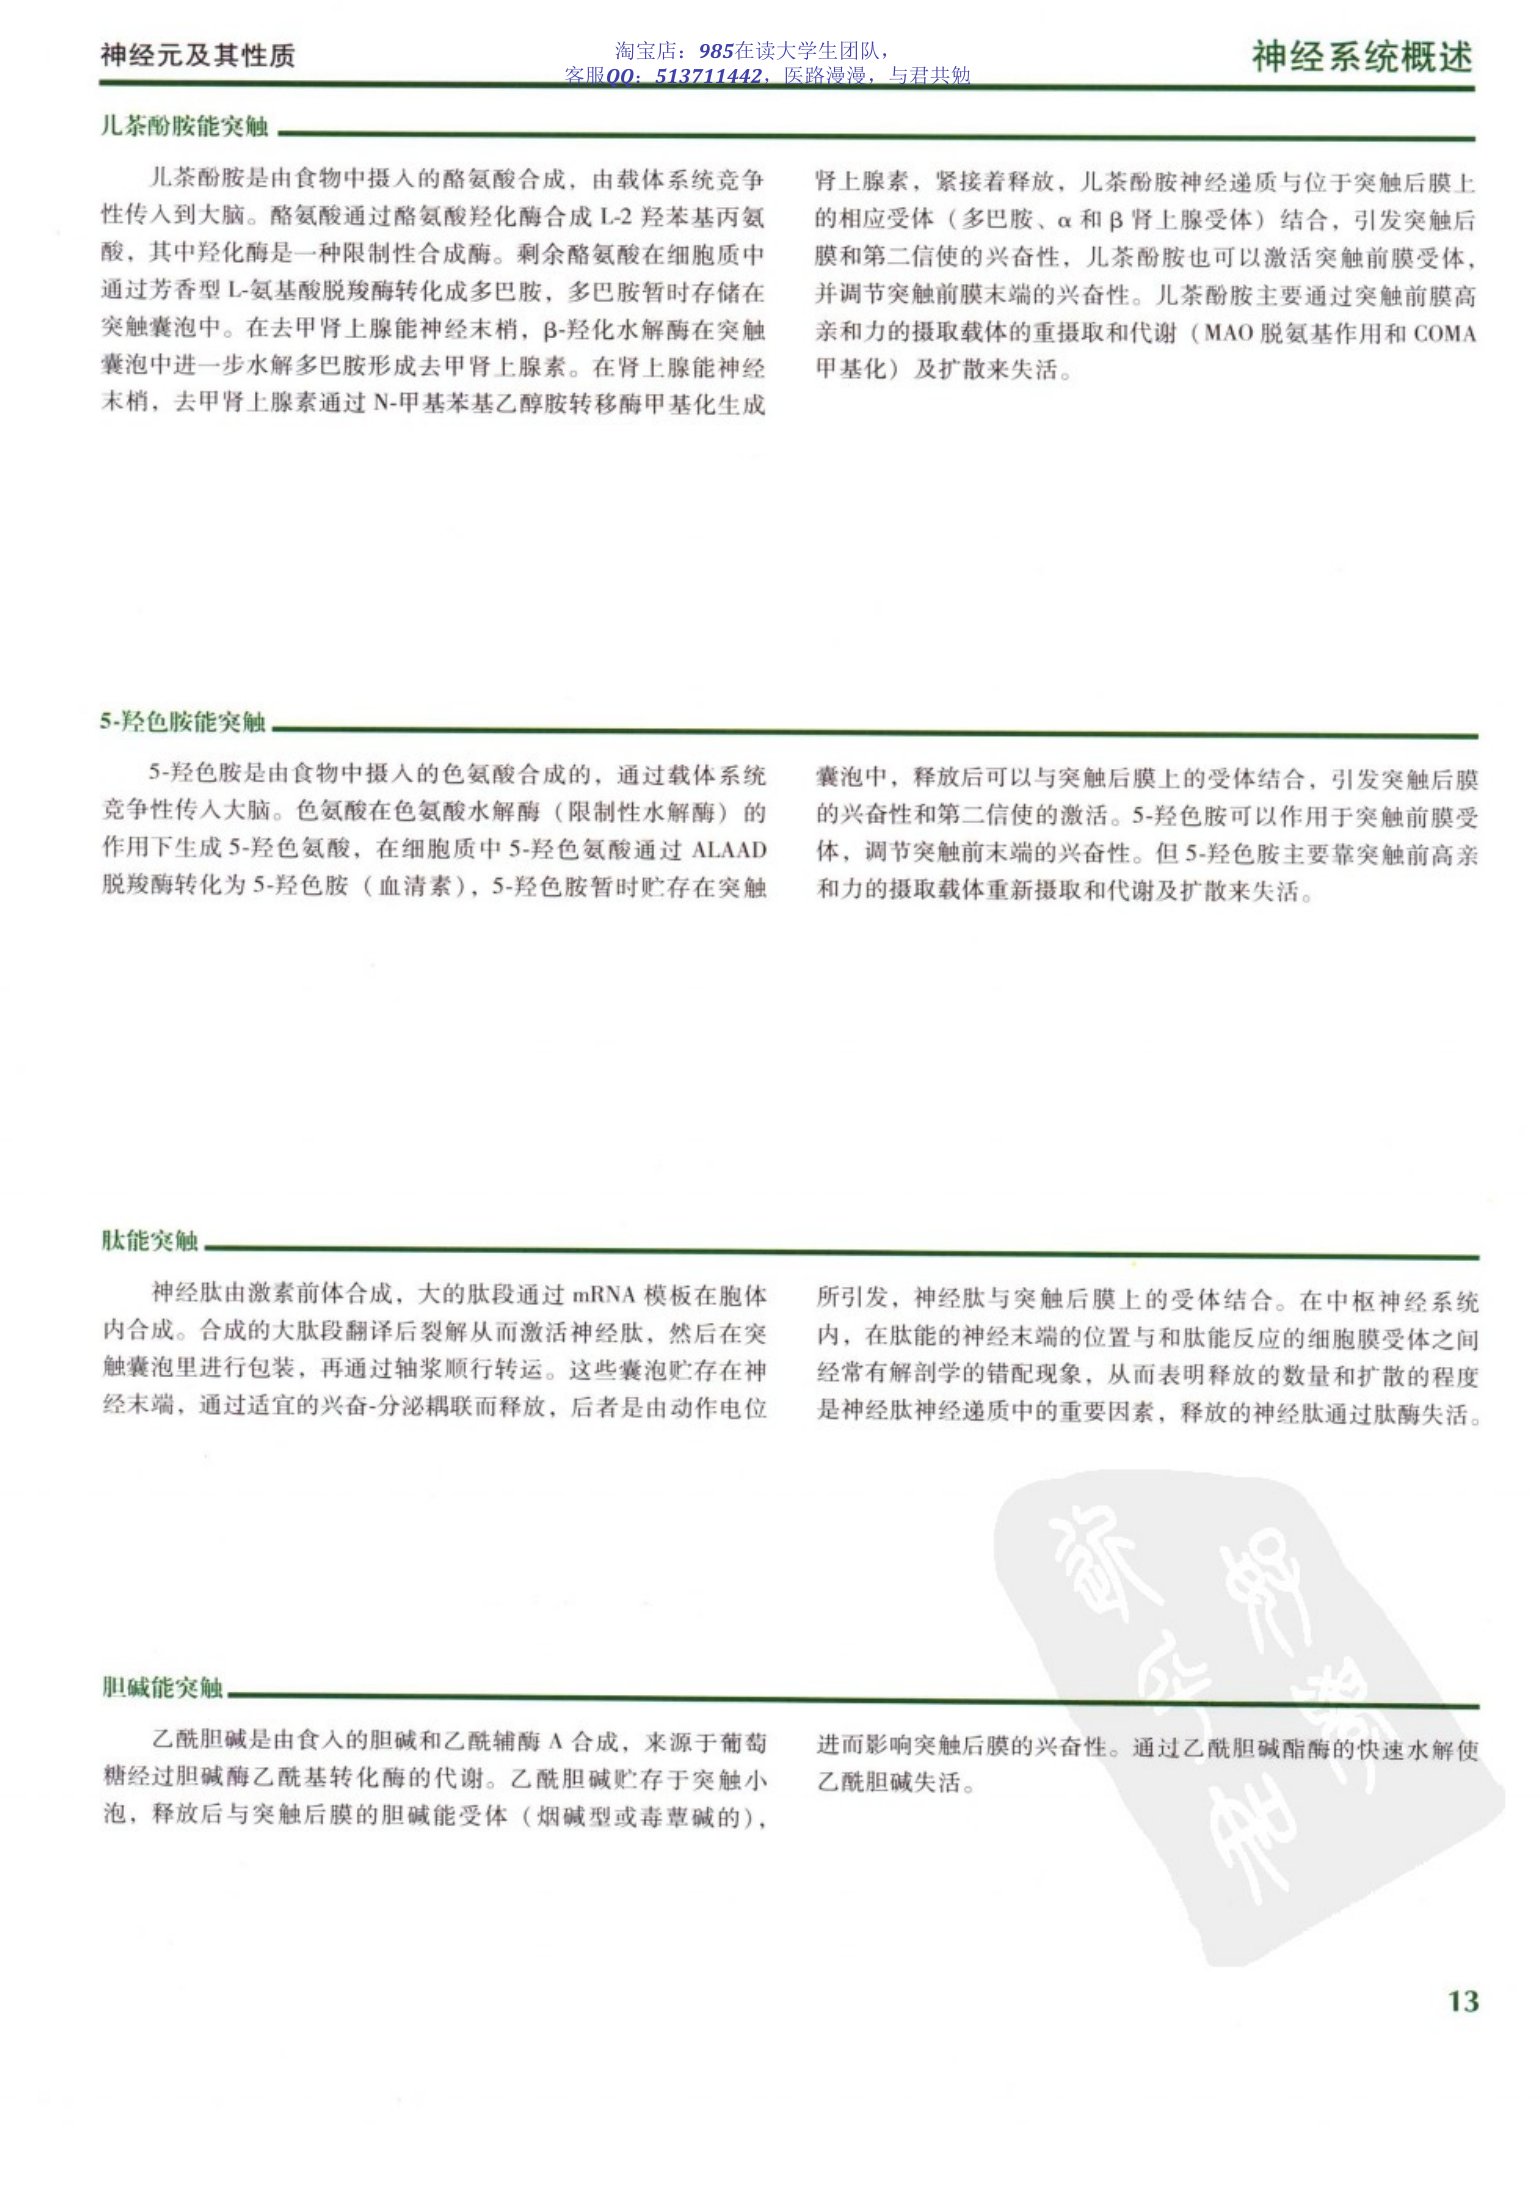 神经元及其性质
淘宝店：985在读大学生团队，
客服QQ：513711442，医路漫漫，与君共勉
神经系统概述
儿茶酚胺能突触
儿茶酚胺是由食物中摄入的酪氨酸合成，由载体系统竞争
性传入到大脑。酪氨酸通过酪氨酸羟化酶合成 L-2 羟苯基丙氨
酸，其中羟化酶是一种限制性合成酶。剩余酪氨酸在细胞质中
通过芳香型 L-氨基酸脱羧酶转化成多巴胺，多巴胺暂时存储在
突触囊泡中。在去甲肾上腺能神经末梢，β-羟化水解酶在突触
囊泡中进一步水解多巴胺形成去甲肾上腺素。在肾上腺能神经
末梢，去甲肾上腺素通过 N-甲基苯基乙醇胺转移酶甲基化生成
肾上腺素，紧接着释放，儿茶酚胺神经递质与位于突触后膜上
的相应受体（多巴胺、α 和 β 肾上腺受体）结合，引发突触后
膜和第二信使的兴奋性，儿茶酚胺也可以激活突触前膜受体，
并调节突触前膜末端的兴奋性。儿茶酚胺主要通过突触前膜高
亲和力的摄取载体的重摄取和代谢（MAO 脱氨基作用和 COMA
甲基化）及扩散来失活。
5-羟色胺能突触
5-羟色胺是由食物中摄入的色氨酸合成的，通过载体系统
竞争性传入大脑。色氨酸在色氨酸水解酶（限制性水解酶）的
作用下生成 5-羟色氨酸，在细胞质中 5-羟色氨酸通过 ALAAD
脱羧酶转化为 5-羟色胺（血清素），5-羟色胺暂时贮存在突触
囊泡中，释放后可以与突触后膜上的受体结合，引发突触后膜
的兴奋性和第二信使的激活。5-羟色胺可以作用于突触前膜受
体，调节突触前末端的兴奋性。但 5-羟色胺主要靠突触前高亲
和力的摄取载体重新摄取和代谢及扩散来失活。
肽能突触
神经肽由激素前体合成，大的肽段通过 mRNA 模板在胞体
内合成。合成的大肽段翻译后裂解从而激活神经肽，然后在突
触囊泡里进行包装，再通过轴浆顺行转运。这些囊泡贮存在神
经末端，通过适宜的兴奋-分泌耦联而释放，后者是由动作电位
所引发，神经肽与突触后膜上的受体结合。在中枢神经系统
内，在肽能的神经末端的位置与和肽能反应的细胞膜受体之间
经常有解剖学的错配现象，从而表明释放的数量和扩散的程度
是神经肽神经递质中的重要因素，释放的神经肽通过肽酶失活。
胆碱能突触
乙酰胆碱是由食入的胆碱和乙酰辅酶 A 合成，来源于葡萄
糖经过胆碱酶乙酰基转化酶的代谢。乙酰胆碱贮存于突触小
泡，释放后与突触后膜的胆碱能受体（烟碱型或毒蕈碱的），
进而影响突触后膜的兴奋性。通过乙酰胆碱酯酶的快速水解使
乙酰胆碱失活。
13